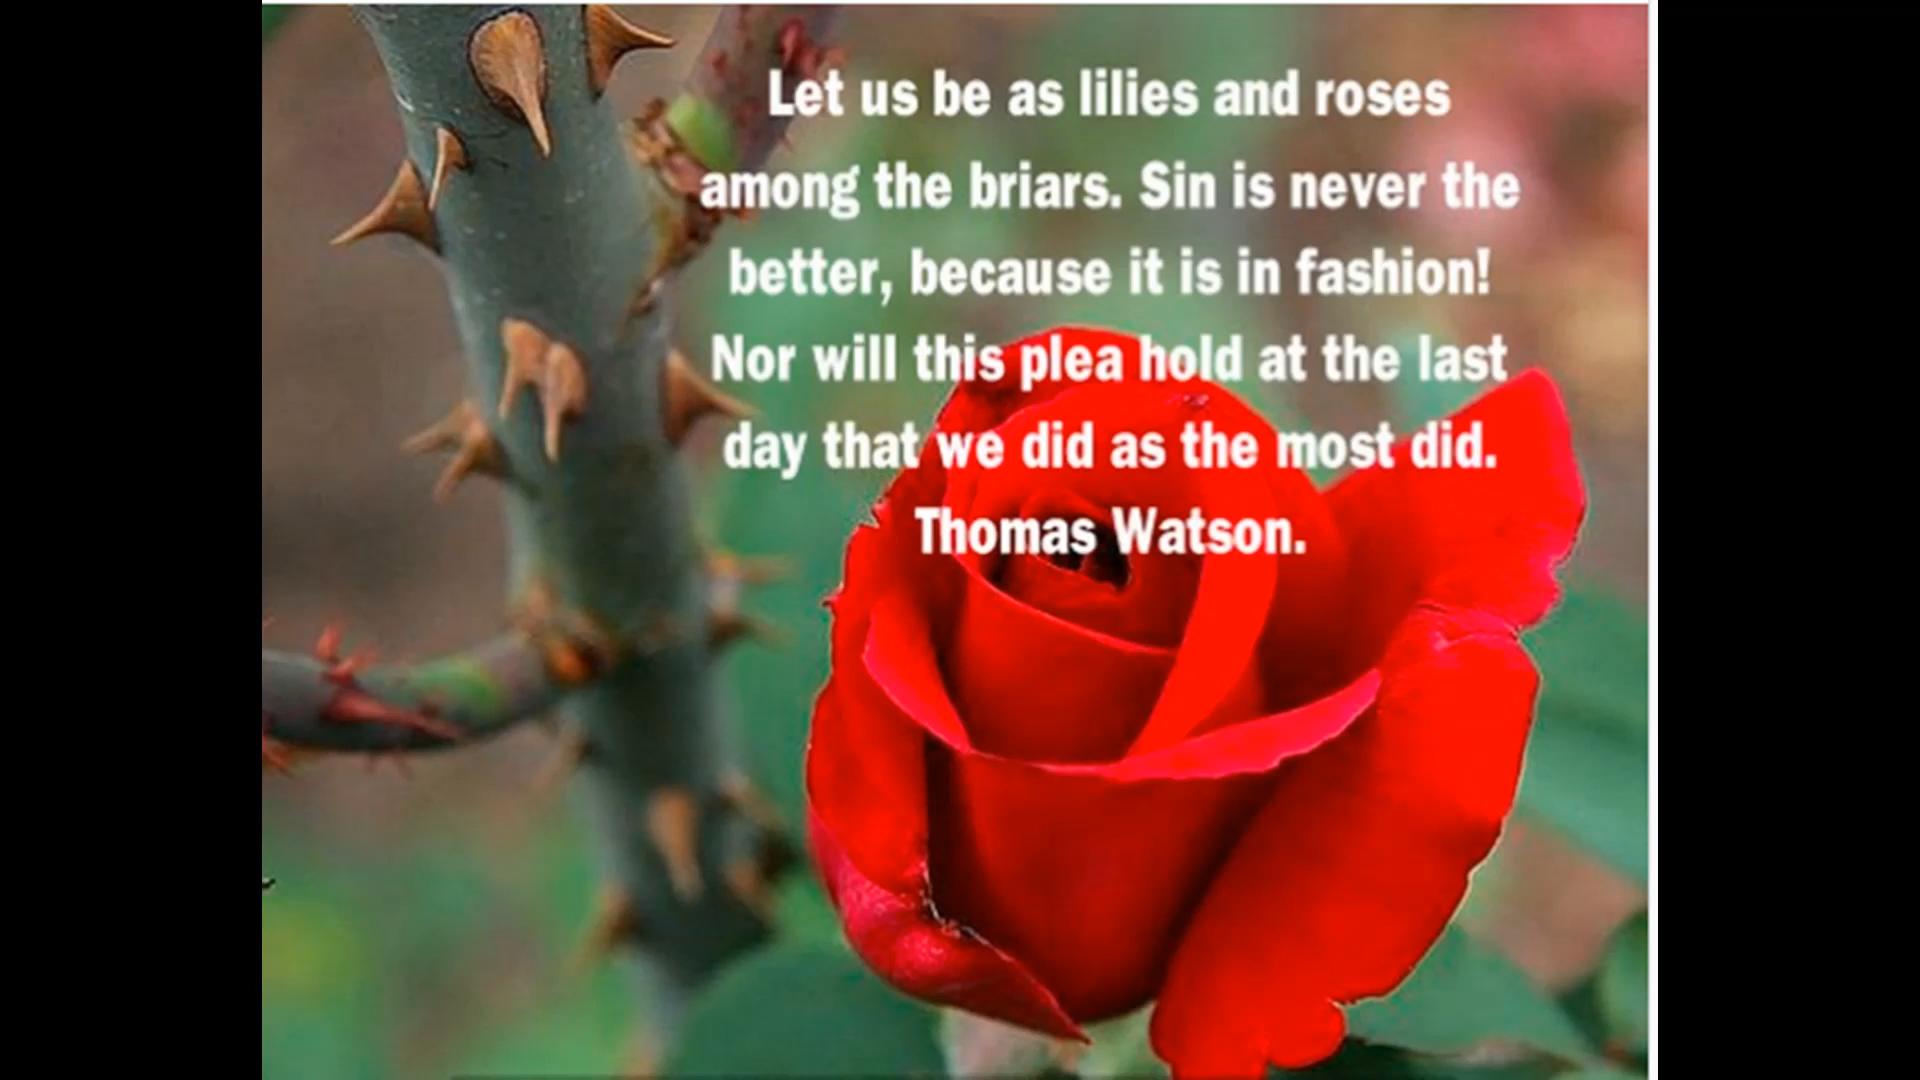 Let us be as lilies and roses
among the briars. Sin is never the
better, because it is in fashion!
Nor will this plea hold at the last
day that we did as the most did.
Thomas Watson.